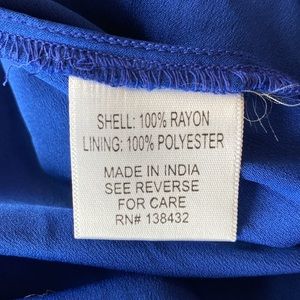 SHELL: 100% RAYON
LINING: 100% POLYESTER
MADE IN INDIA
SEE REVERSE
FOR CARE
RN# 138432